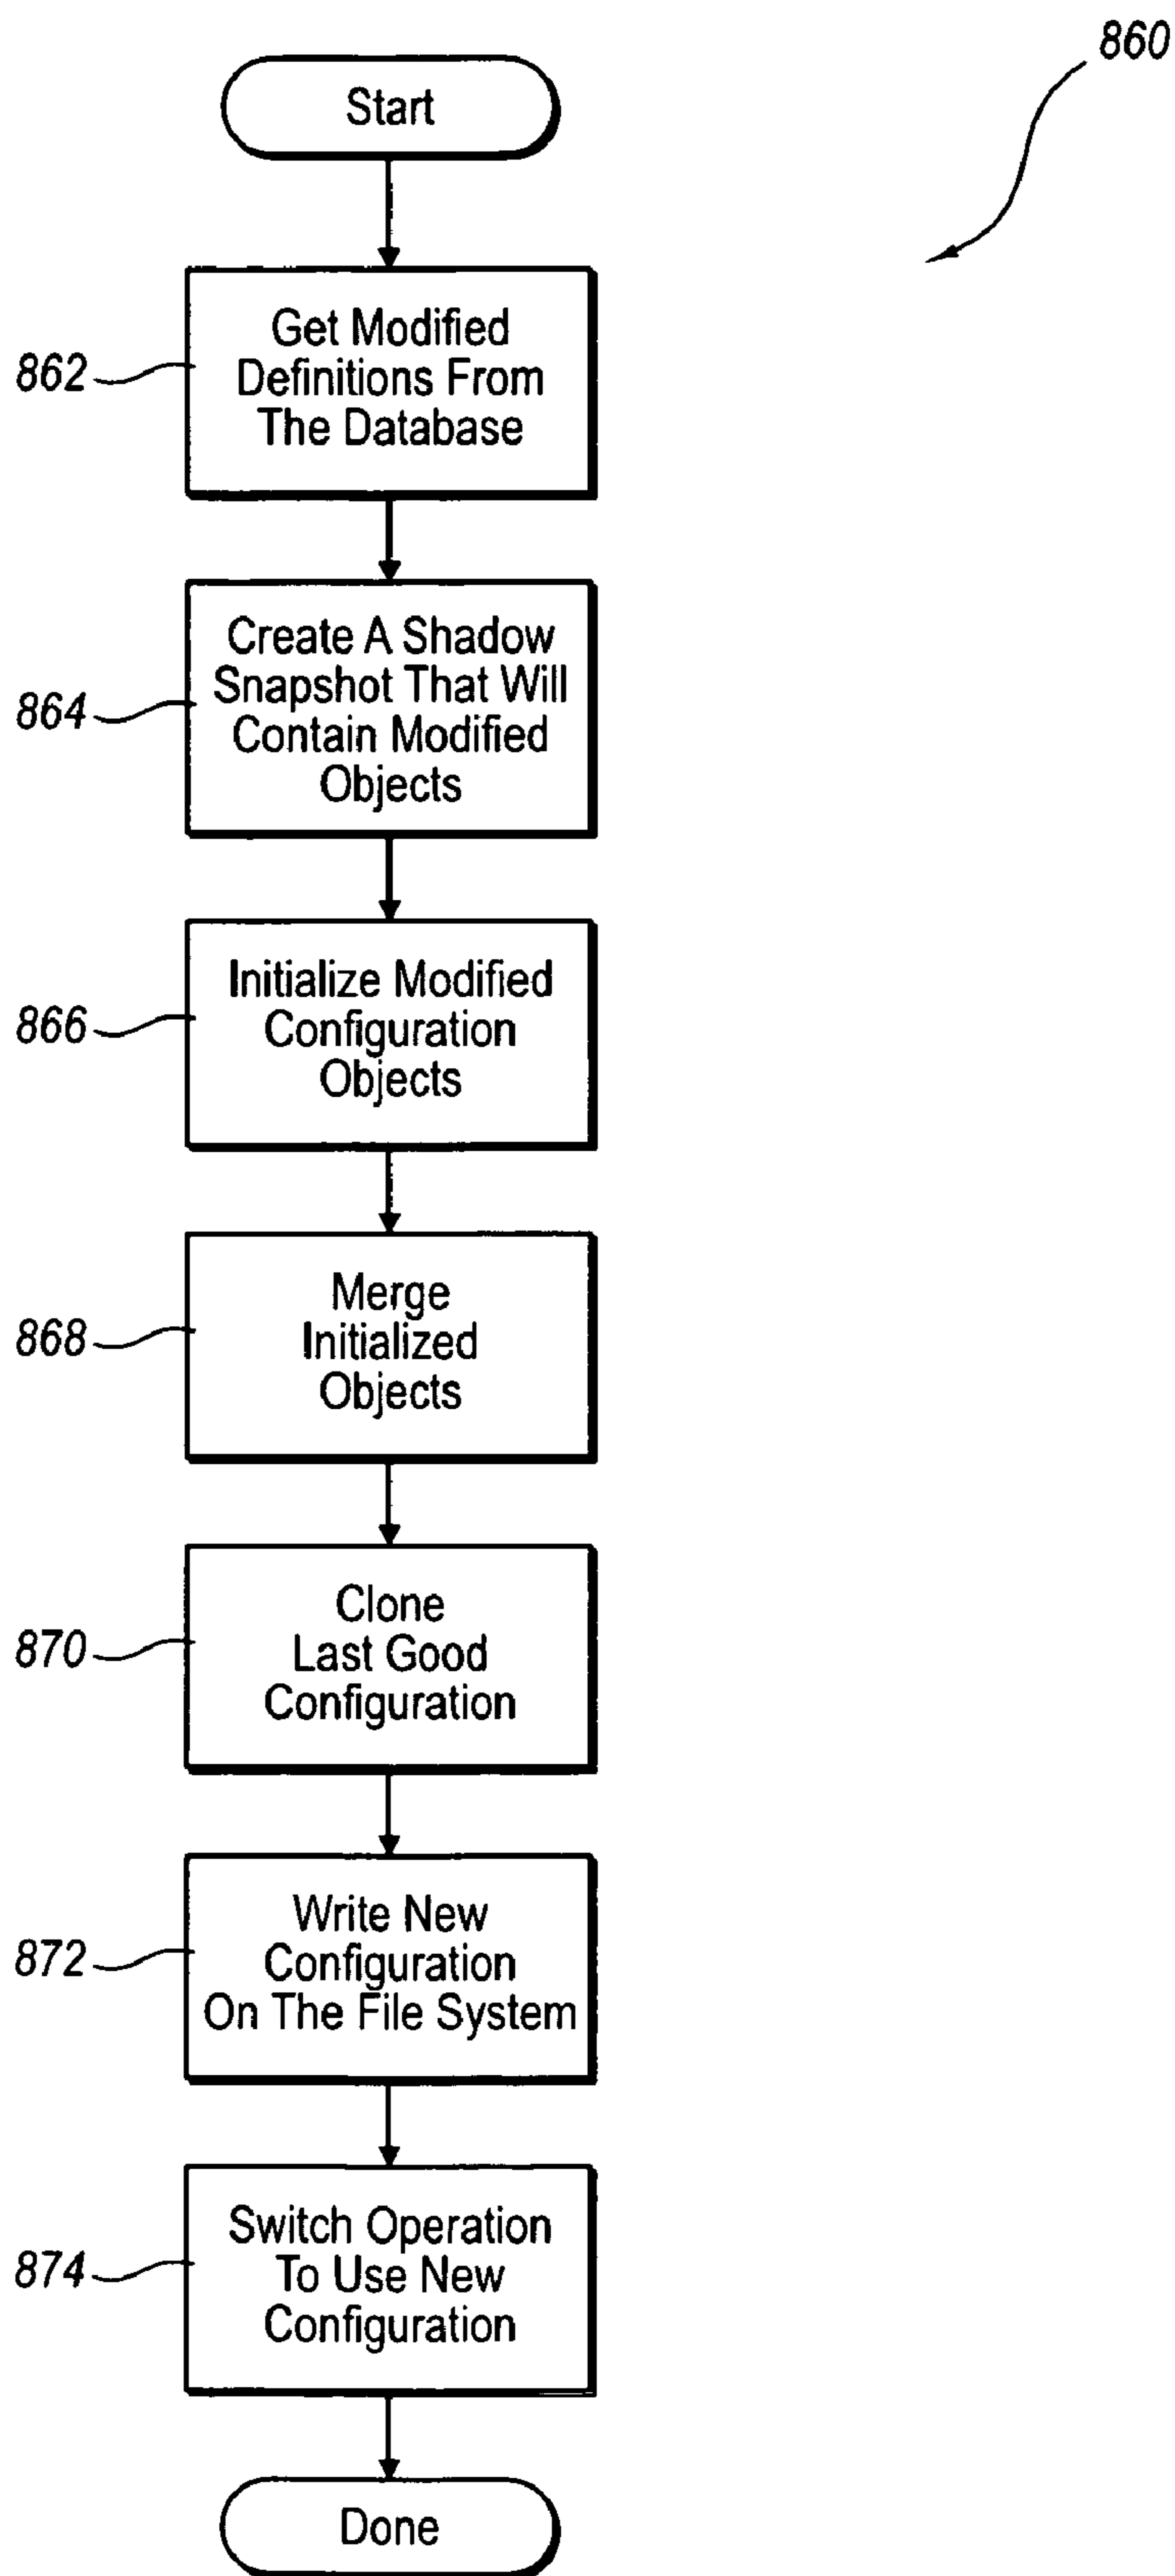 860
Start
862
Get Modified
Definitions From
The Database
864
Create A Shadow
Snapshot That Will
Contain Modified
Objects
866
Initialize Modified
Configuration
Objects
868
Merge
Initialized
Objects
870
Clone
Last Good
Configuration
872
Write New
Configuration
On The File System
874
Switch Operation
To Use New
Configuration
Done